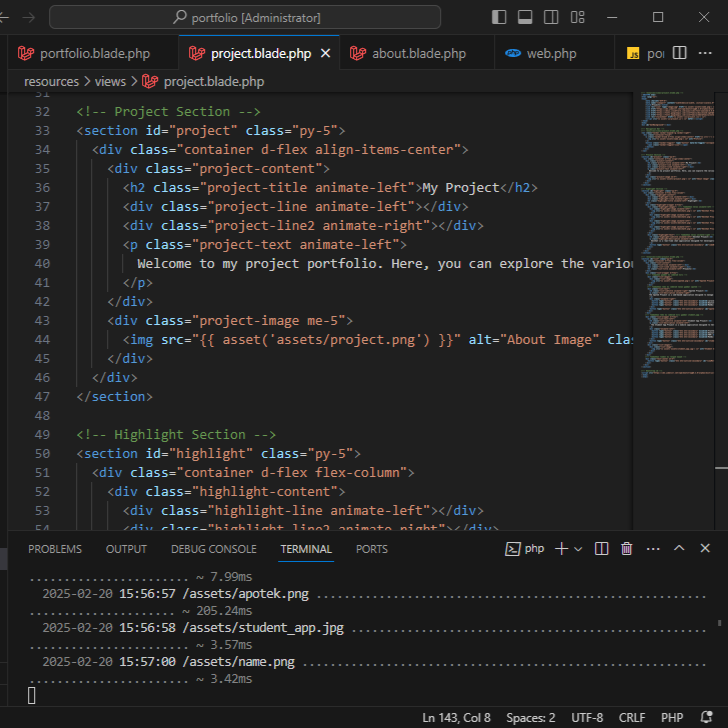 portfolio [Administrator]
portfolio.blade.php
project.blade.php
about.blade.php
web.php
JS
resources > views > project.blade.php
31
32 <!-- Project Section -->
33 <section id="project" class="py-5">
34 <div class="container d-flex align-items-center">
35 <div class="project-content">
36 <h2 class="project-title animate-left">My Project</h2>
37 <div class="project-line animate-left"></div>
38 <div class="project-line2 animate-right"></div>
39 <p class="project-text animate-left">
40 Welcome to my project portfolio. Here, you can explore the variou
41 </p>
42 </div>
43 <div class="project-image me-5">
44 <img src="{{ asset('assets/project.png') }}" alt="About Image" clas
45 </div>
46 </div>
47 </section>
48
49 <!-- Highlight Section -->
50 <section id="highlight" class="py-5">
51 <div class="container d-flex flex-column">
52 <div class="highlight-content">
53 <div class="highlight-line animate-left"></div>
54 <div class="highlight-line2 animate-right"></div>
PROBLEMS OUTPUT DEBUG CONSOLE TERMINAL PORTS php
....................... ~ 7.99ms
2025-02-20 15:56:57 /assets/apotek.png ...................................................
..................... ~ 205.24ms
2025-02-20 15:56:58 /assets/student_app.jpg ..............................................
....................... ~ 3.57ms
2025-02-20 15:57:00 /assets/name.png .....................................................
....................... ~ 3.42ms
Ln 143, Col 8 Spaces: 2 UTF-8 CRLF PHP